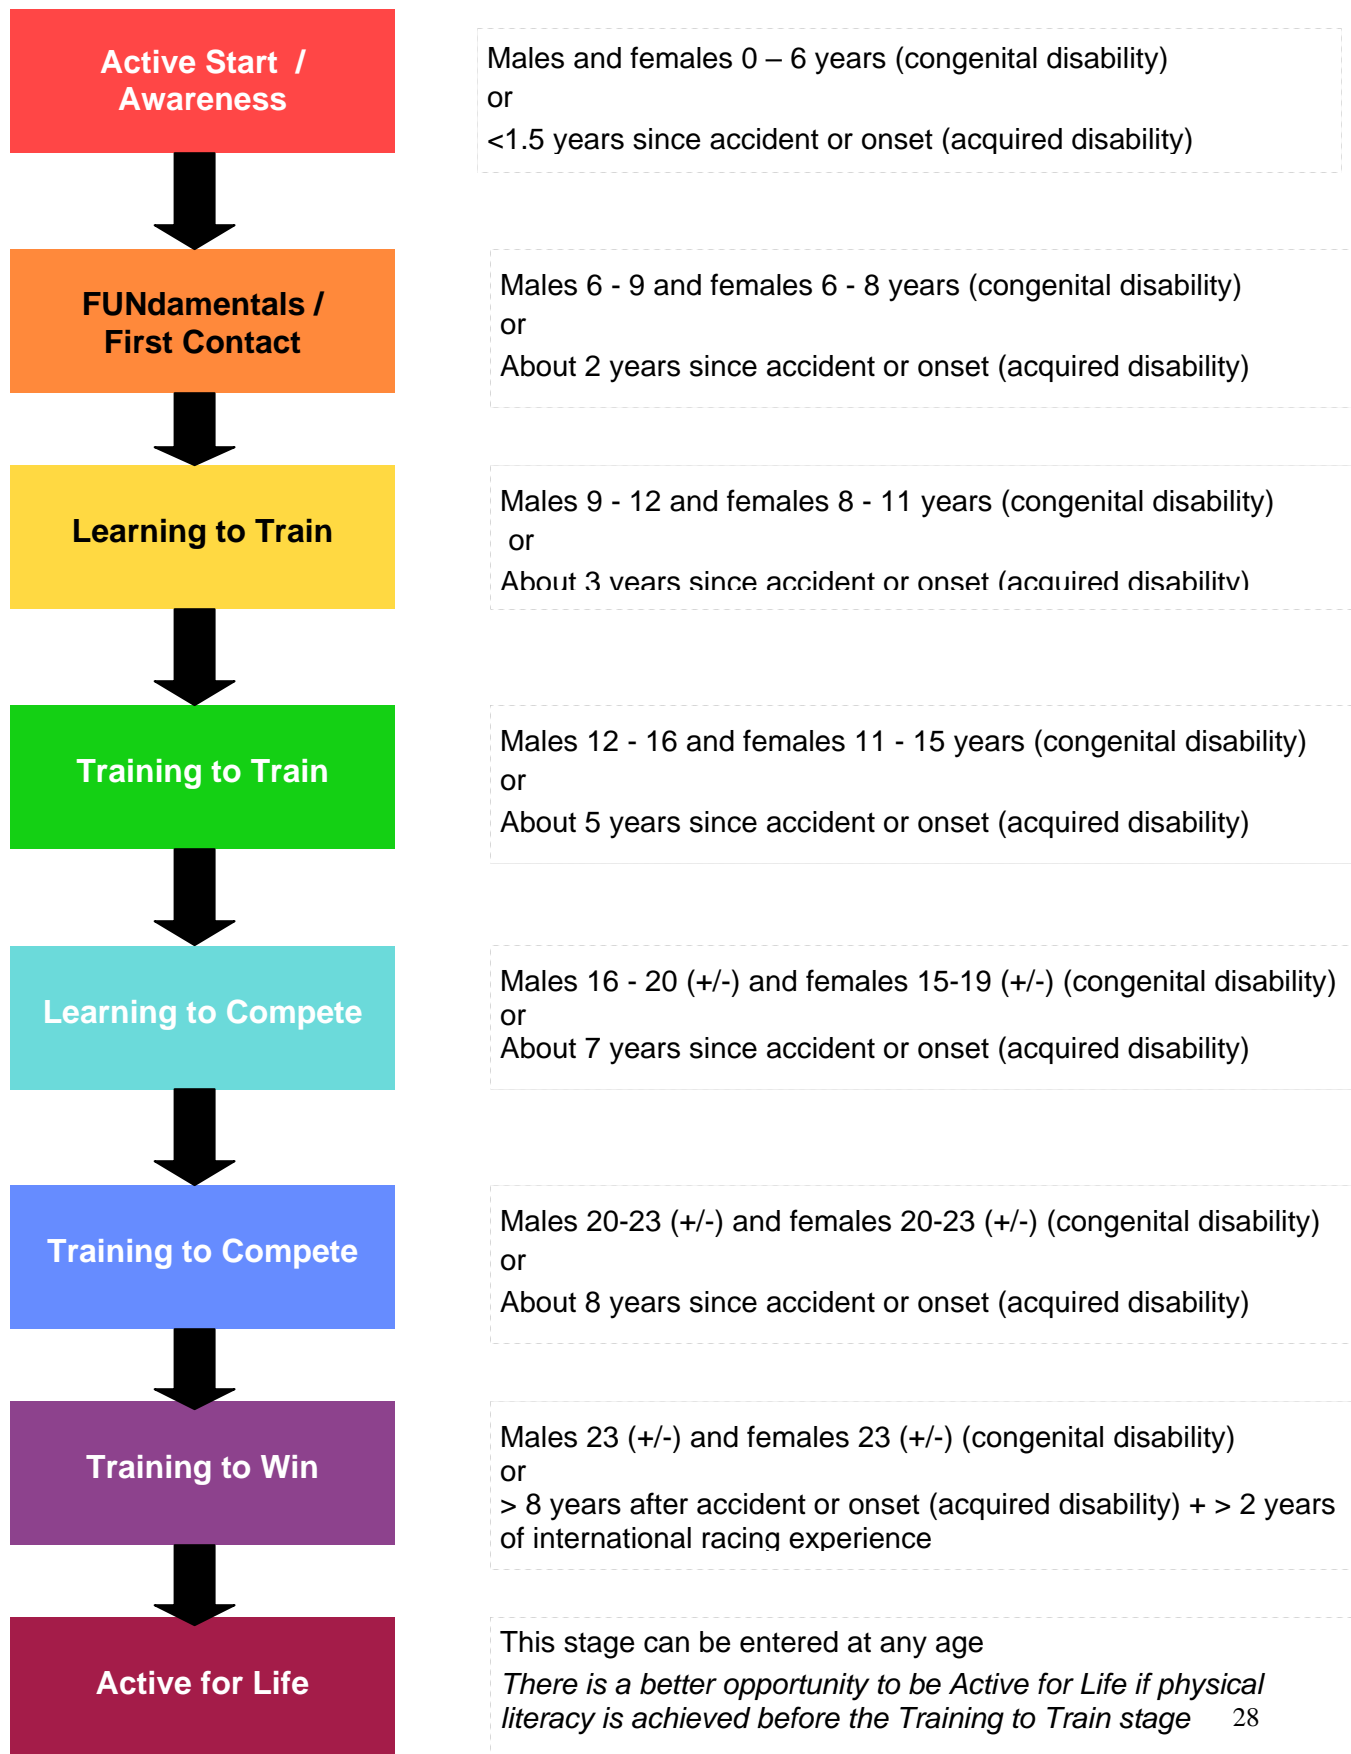 Active Start /
Awareness
Males and females 0 – 6 years (congenital disability)
or
<1.5 years since accident or onset (acquired disability)
FUNdamentals /
First Contact
Males 6 - 9 and females 6 - 8 years (congenital disability)
or
About 2 years since accident or onset (acquired disability)
Learning to Train
Males 9 - 12 and females 8 - 11 years (congenital disability)
or
About 3 years since accident or onset (acquired disability)
Training to Train
Males 12 - 16 and females 11 - 15 years (congenital disability)
or
About 5 years since accident or onset (acquired disability)
Learning to Compete
Males 16 - 20 (+/-) and females 15-19 (+/-) (congenital disability)
or
About 7 years since accident or onset (acquired disability)
Training to Compete
Males 20-23 (+/-) and females 20-23 (+/-) (congenital disability)
or
About 8 years since accident or onset (acquired disability)
Training to Win
Males 23 (+/-) and females 23 (+/-) (congenital disability)
or
> 8 years after accident or onset (acquired disability) + > 2 years
of international racing experience
Active for Life
This stage can be entered at any age
There is a better opportunity to be Active for Life if physical
literacy is achieved before the Training to Train stage
28